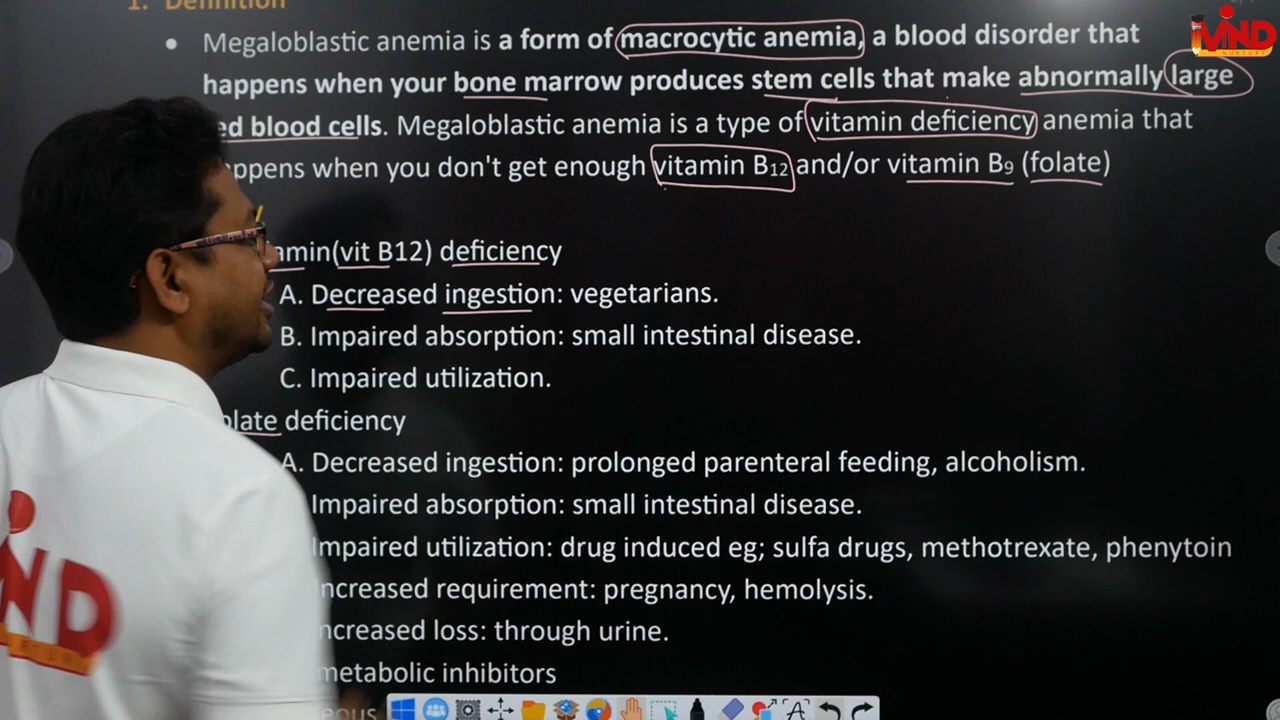 1. Definition
MIND
NURTURE
• Megaloblastic anemia is a form of macrocytic anemia, a blood disorder that
happens when your bone marrow produces stem cells that make abnormally large
ed blood cells. Megaloblastic anemia is a type of vitamin deficiency anemia that
ppens when you don't get enough vitamin B12 and/or vitamin B9 (folate)
amin(vit B12) deficiency
A. Decreased ingestion: vegetarians.
B. Impaired absorption: small intestinal disease.
C. Impaired utilization.
olate deficiency
A. Decreased ingestion: prolonged parenteral feeding, alcoholism.
Impaired absorption: small intestinal disease.
Impaired utilization: drug induced eg; sulfa drugs, methotrexate, phenytoin
ncreased requirement: pregnancy, hemolysis.
ncreased loss: through urine.
metabolic inhibitors
eous
ND